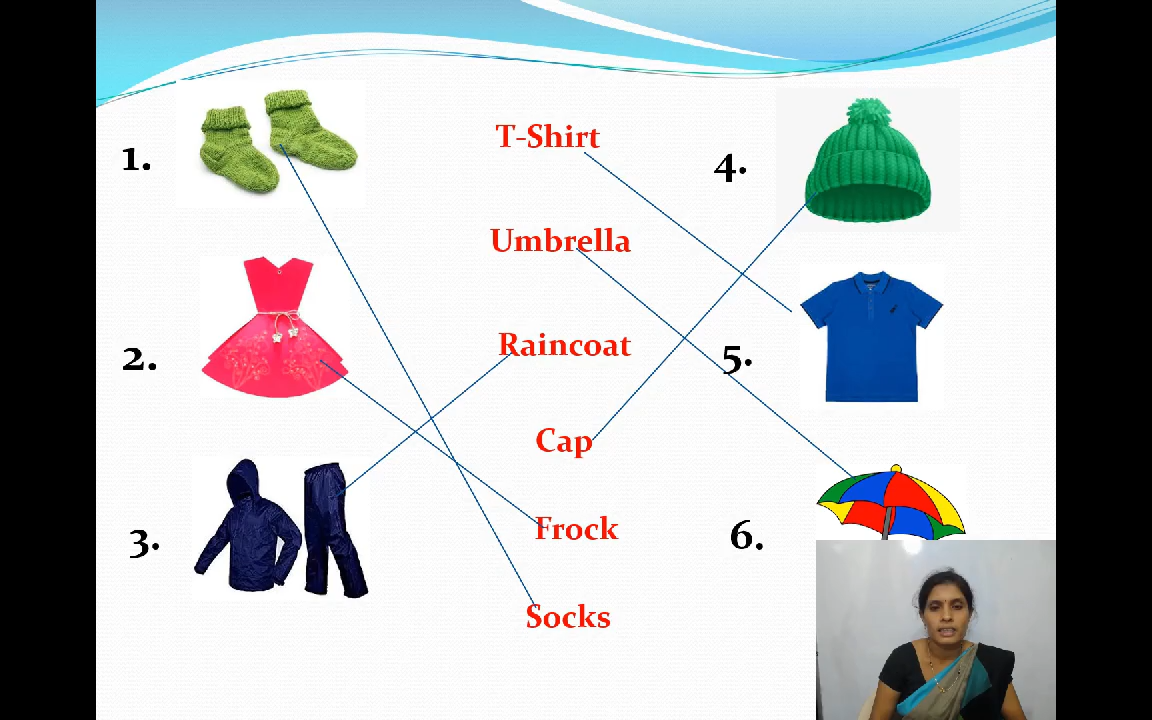 1.
2.
3.
T-Shirt
Umbrella
Raincoat
Cap
Frock
Socks
4.
5.
6.